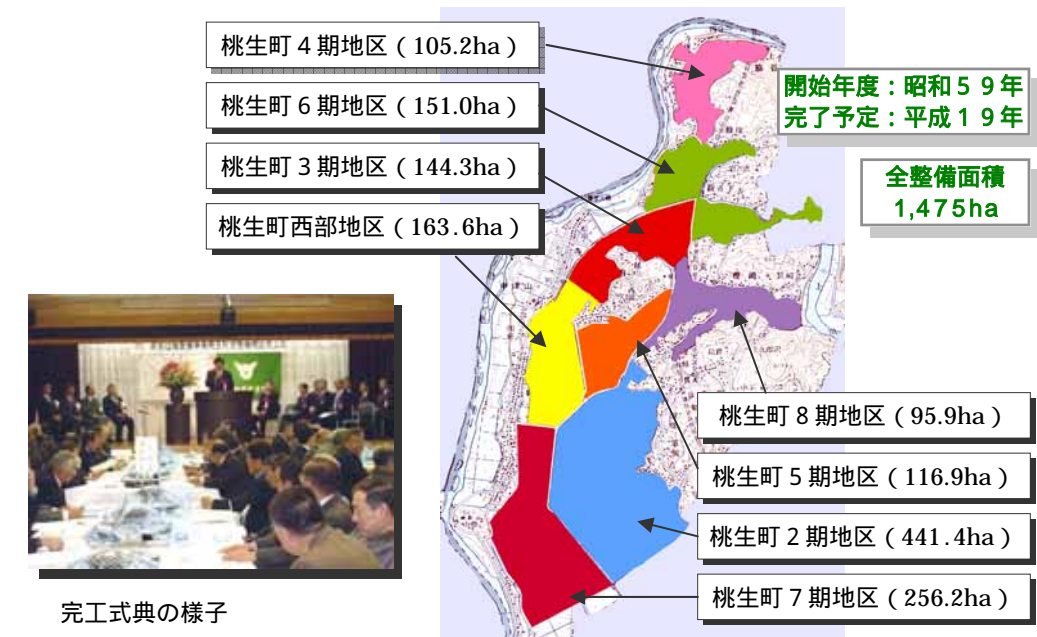 桃生町４期地区（105.2ha）
桃生町６期地区（151.0ha）
桃生町３期地区（144.3ha）
桃生町西部地区（163.6ha）
開始年度：昭和５９年
完了予定：平成１９年
全整備面積
1,475ha
桃生町８期地区（95.9ha）
桃生町５期地区（116.9ha）
桃生町２期地区（441.4ha）
桃生町７期地区（256.2ha）
完工式典の様子